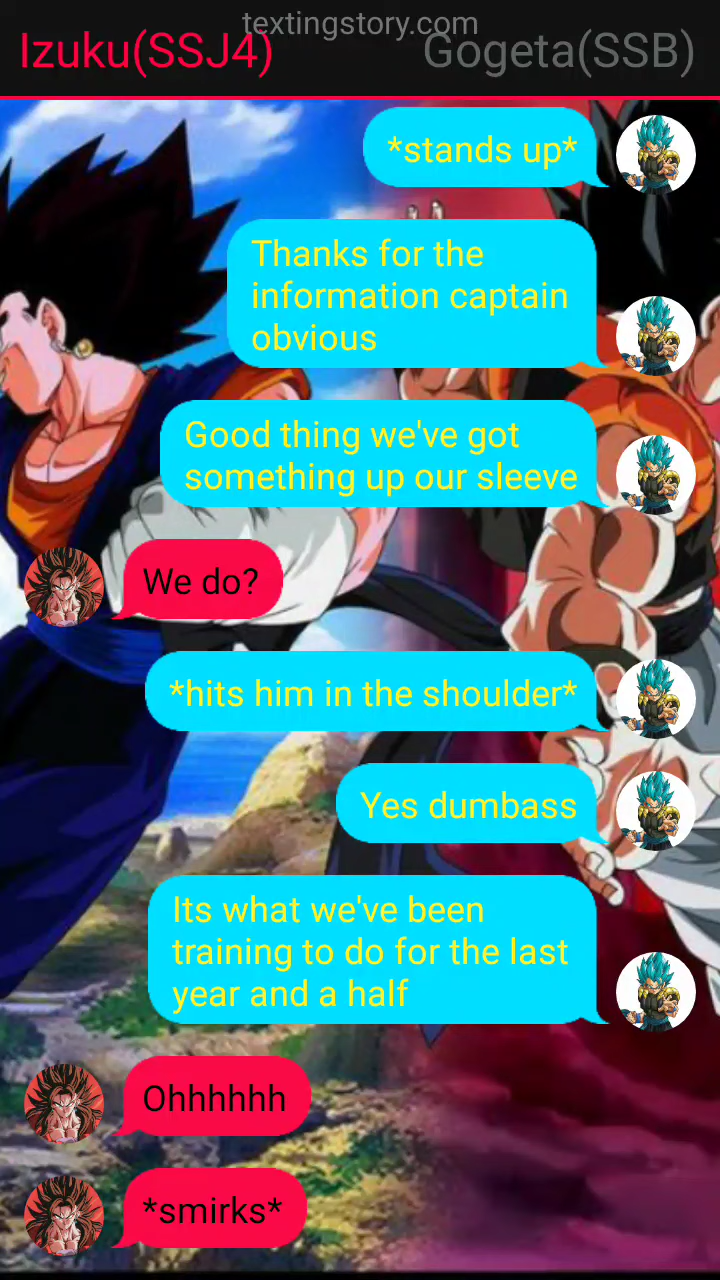 textingstory.com
Izuku(SSJ4)
Gogeta(SSB)
*stands up*
Thanks for the
information captain
obvious
Good thing we've got
something up our sleeve
We do?
*hits him in the shoulder*
Yes dumbass
Its what we've been
training to do for the last
year and a half
Ohhhhhh
*smirks*